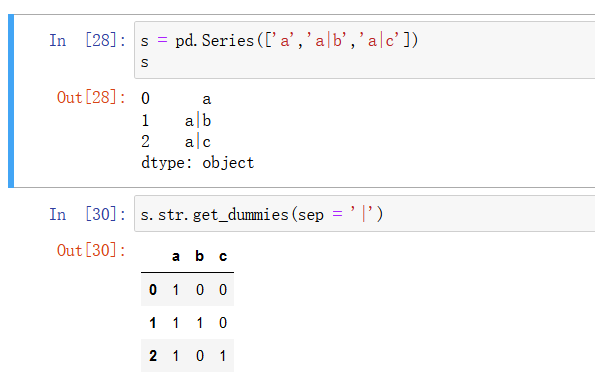 In [28]: s = pd.Series(['a','a|b','a|c'])
s
Out[28]: 0 a
1 a|b
2 a|c
dtype: object
In [30]: s.str.get_dummies(sep = '|')
Out[30]:
a b c
0 1 0 0
1 1 1 0
2 1 0 1